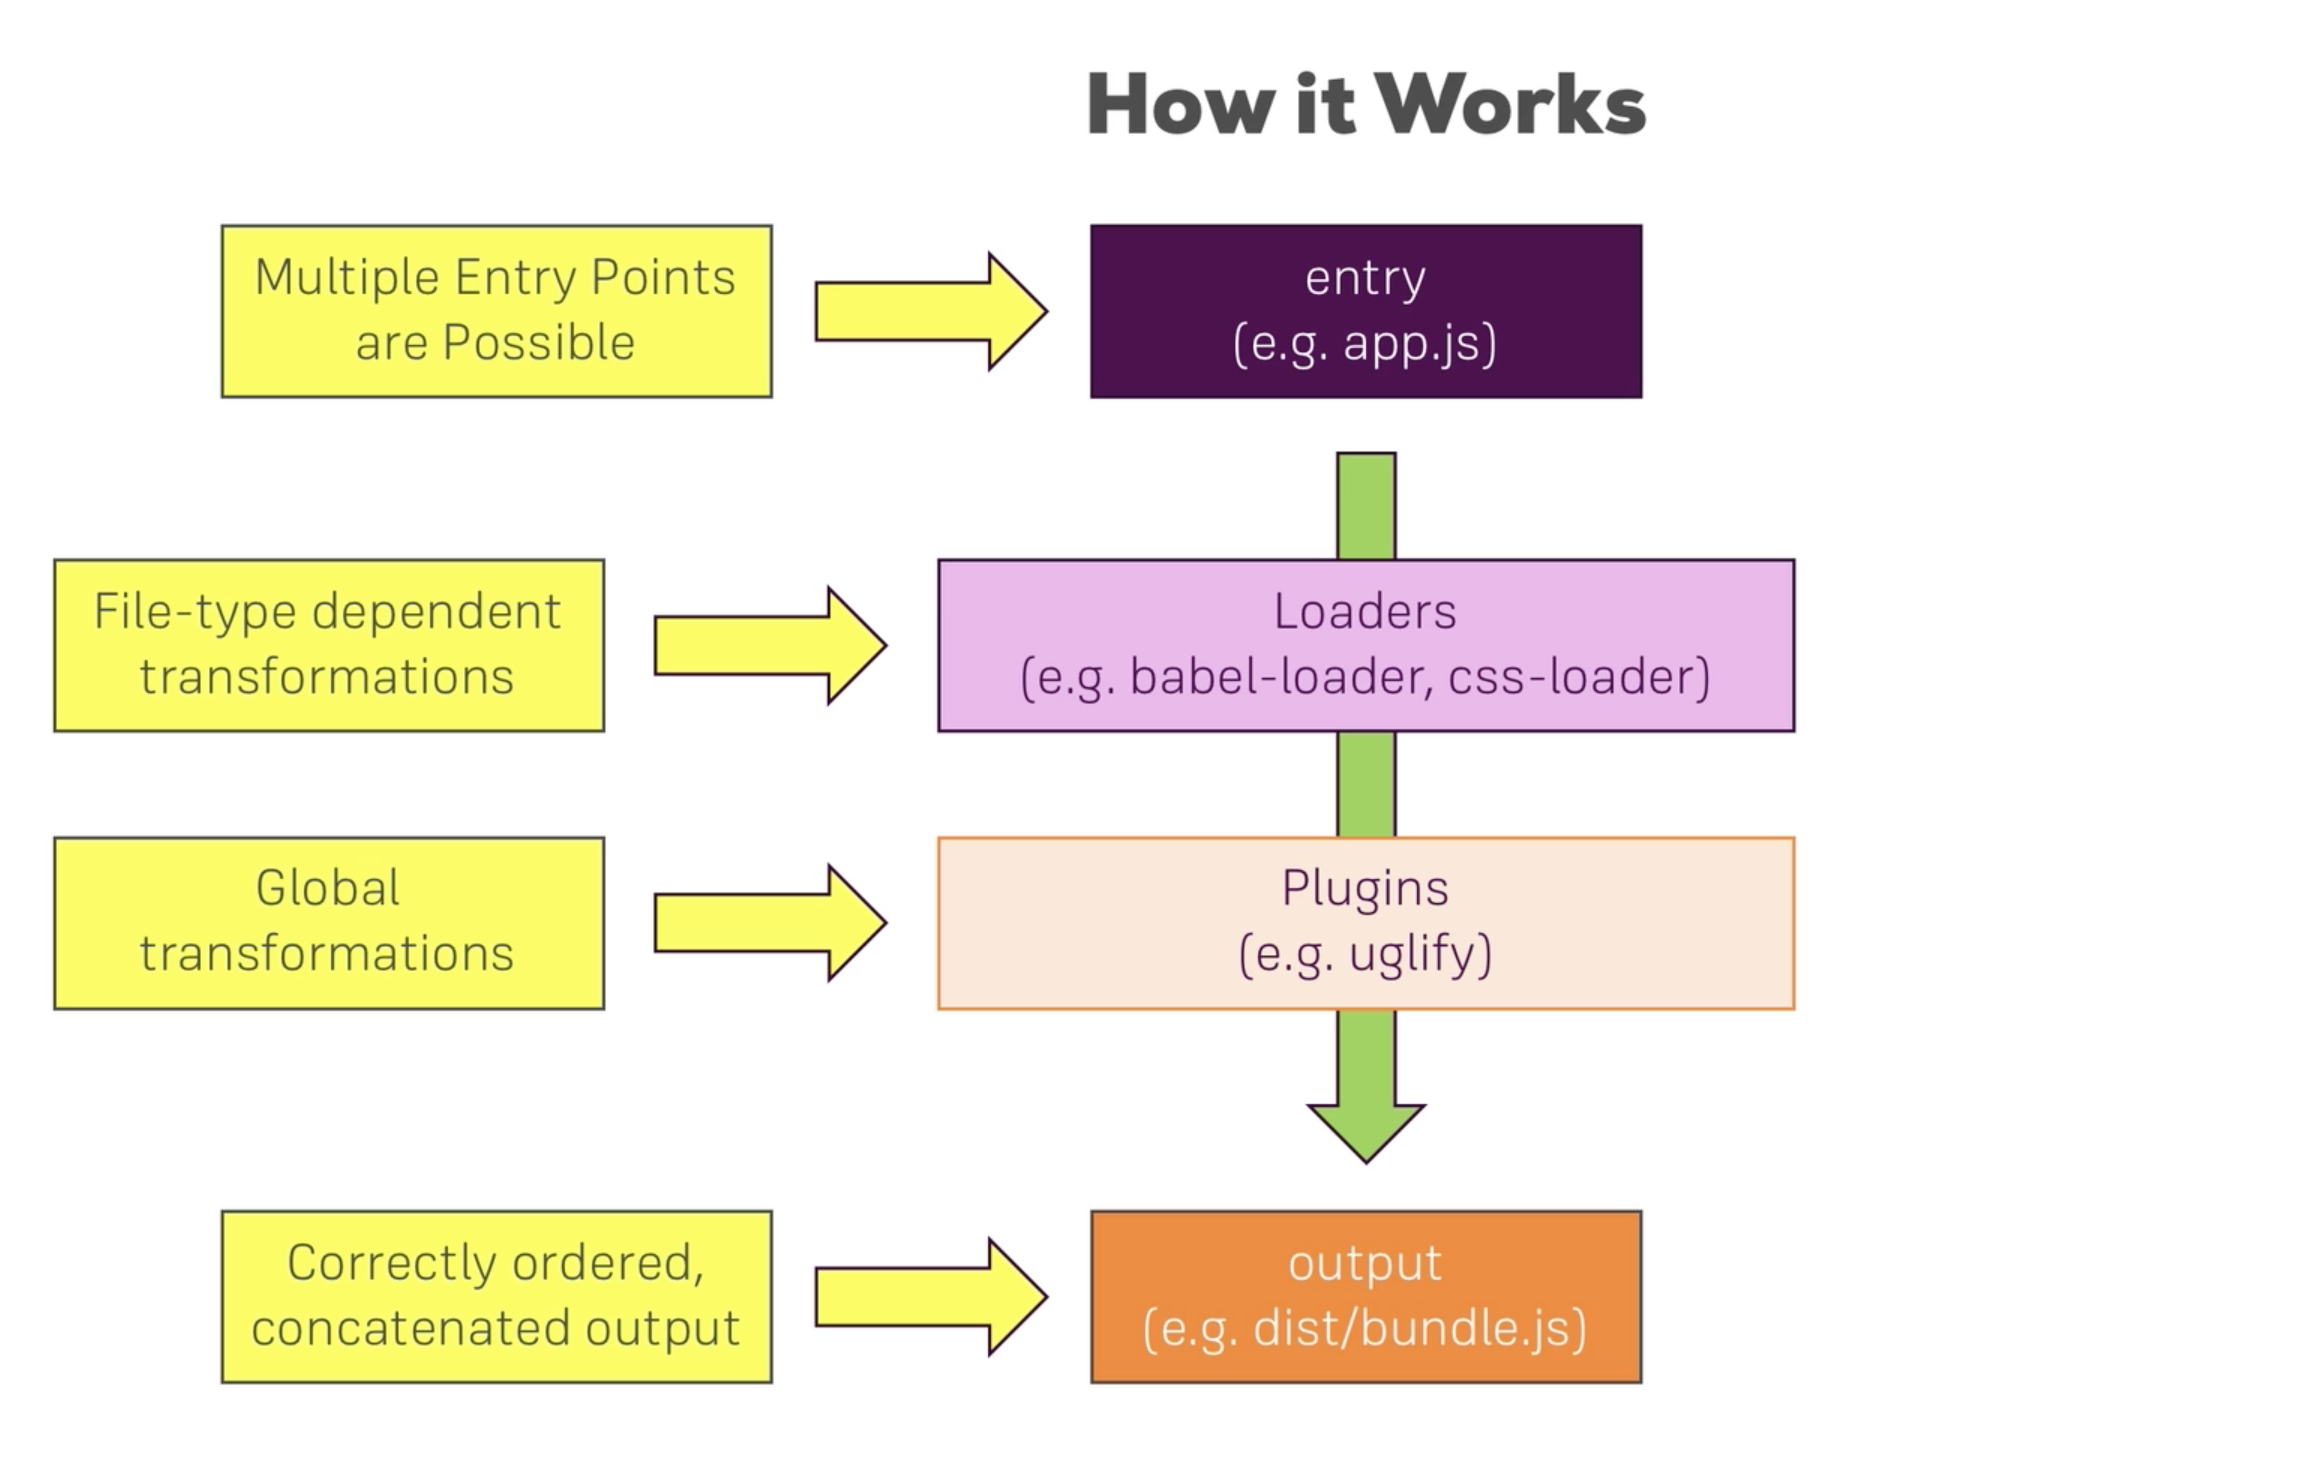 How it Works
Multiple Entry Points
are Possible
entry
(e.g. app.js)
File-type dependent
transformations
Loaders
(e.g. babel-loader, css-loader)
Global
transformations
Plugins
(e.g. uglify)
Correctly ordered,
concatenated output
output
(e.g. dist/bundle.js)